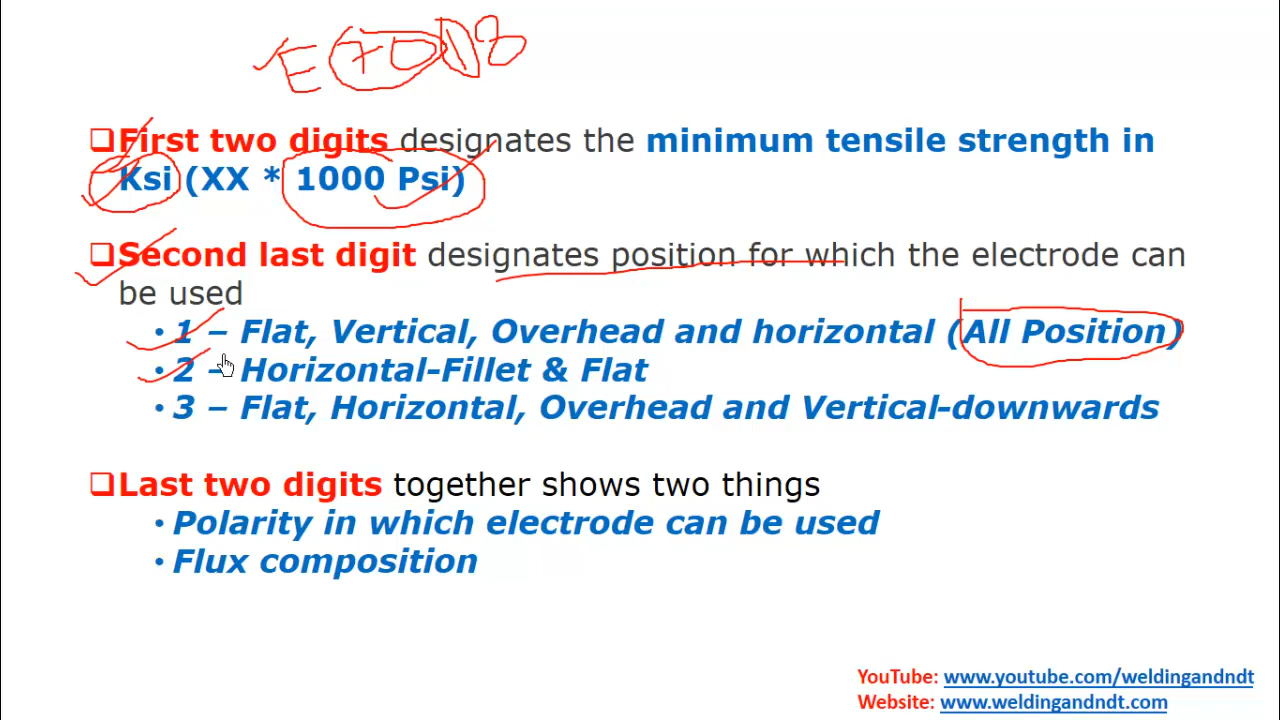 E7018
First two digits designates the minimum tensile strength in
Ksi (XX * 1000 Psi)
Second last digit designates position for which the electrode can
be used
• 1 – Flat, Vertical, Overhead and horizontal (All Position)
• 2 – Horizontal-Fillet & Flat
• 3 – Flat, Horizontal, Overhead and Vertical-downwards
Last two digits together shows two things
• Polarity in which electrode can be used
• Flux composition
YouTube: www.youtube.com/weldingandndt
Website: www.weldingandndt.com